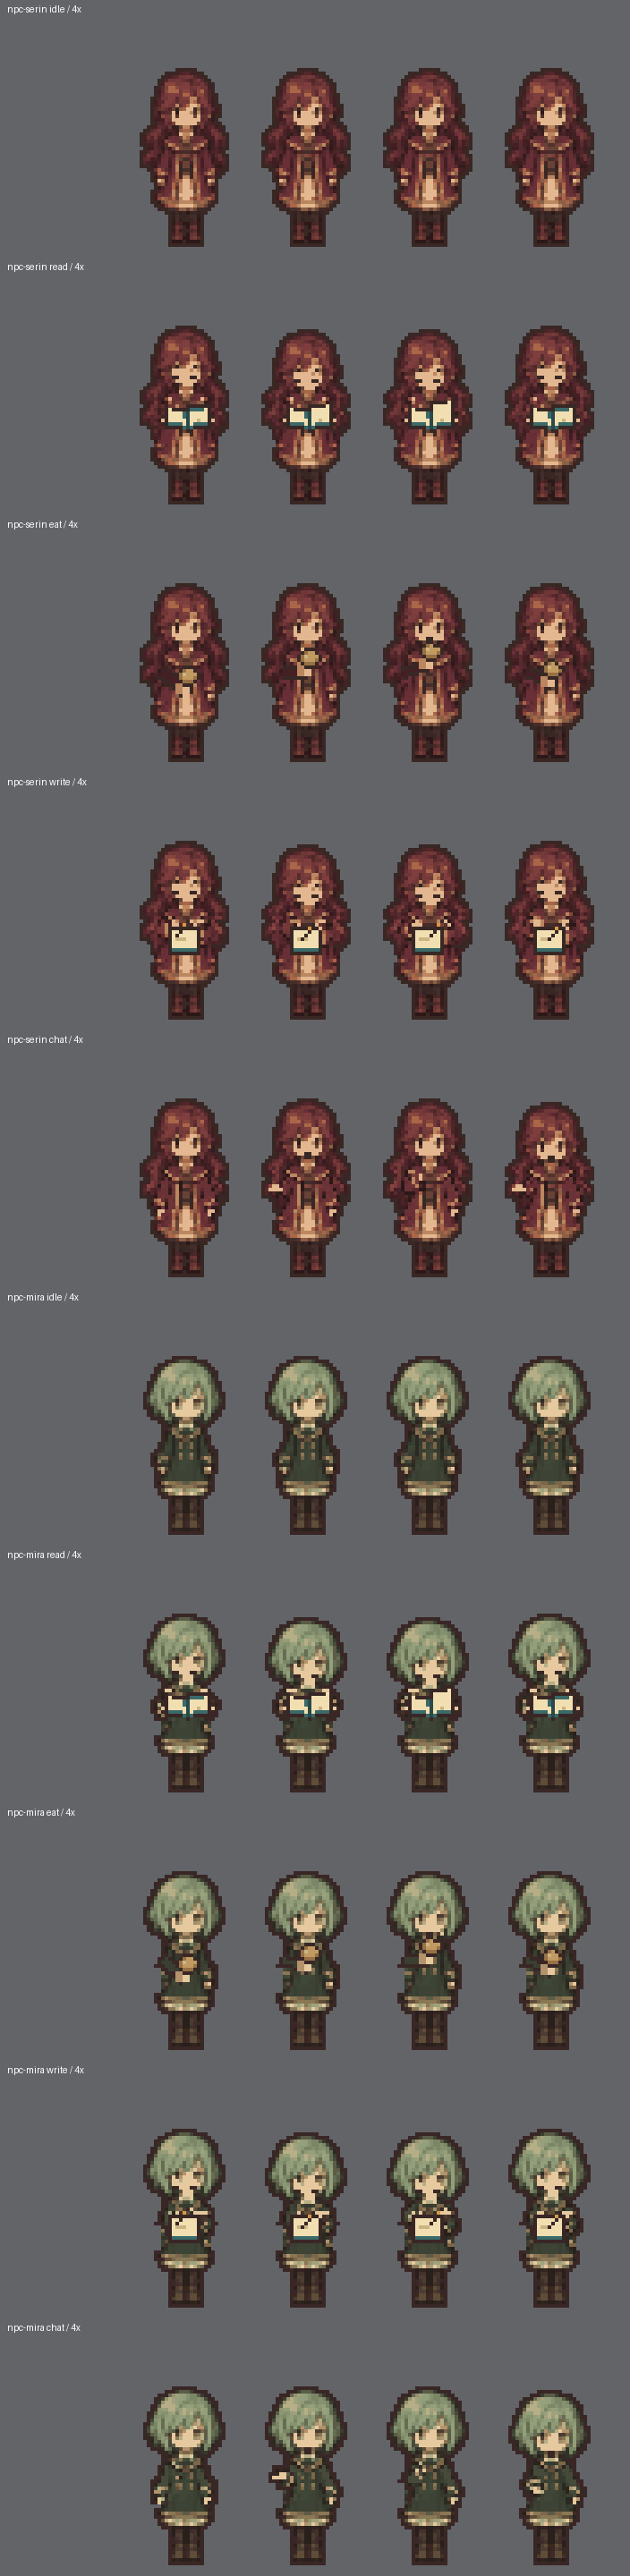 npc-serin idle / 4x
npc-serin read / 4x
npc-serin eat / 4x
npc-serin write / 4x
npc-serin chat / 4x
npc-mira idle / 4x
npc-mira read / 4x
npc-mira eat / 4x
npc-mira write / 4x
npc-mira chat / 4x